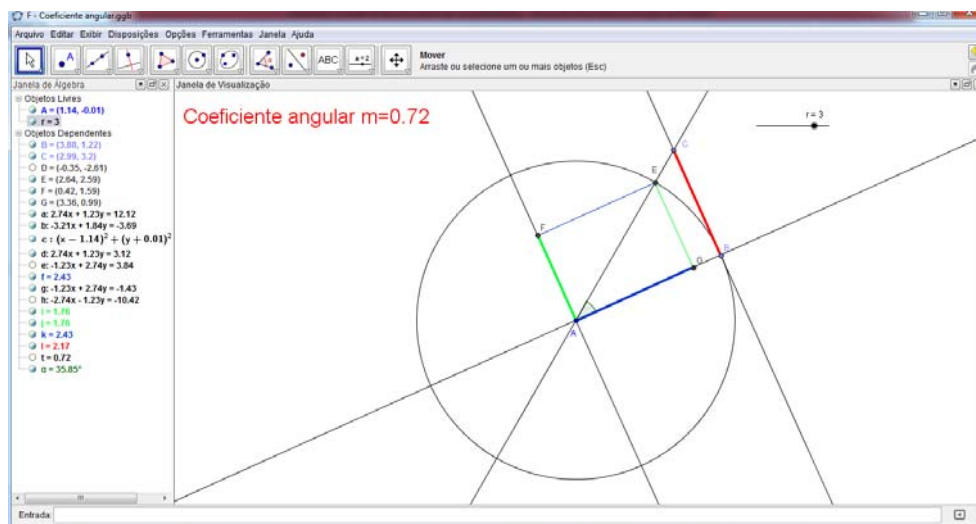 F - Coeficiente angular.ggb
Arquivo Editar Exibir Disposições Opções Ferramentas Janela Ajuda
A
ABC
a=2
Mover
Arraste ou selecione um ou mais objetos (Esc)
Janela de Álgebra
Janela de Visualização
Objetos Livres
A = (1.14, -0.01)
r = 3
Objetos Dependentes
B = (3.88, 1.22)
C = (2.99, 3.2)
D = (-0.35, -2.61)
E = (2.64, 2.59)
F = (0.42, 1.59)
G = (3.36, 0.99)
a: 2.74x + 1.23y = 12.12
b: -3.21x + 1.84y = -3.69
c : (x − 1.14)² + (y + 0.01)²
d: 2.74x + 1.23y = 3.12
e: -1.23x + 2.74y = 3.84
f = 2.43
g: -1.23x + 2.74y = -1.43
h: -2.74x - 1.23y = -10.42
i = 1.76
j = 1.76
k = 2.43
l = 2.17
t = 0.72
α = 35.85°
Coeficiente angular m=0.72
r = 3
C
E
F
B
G
A
Entrada: